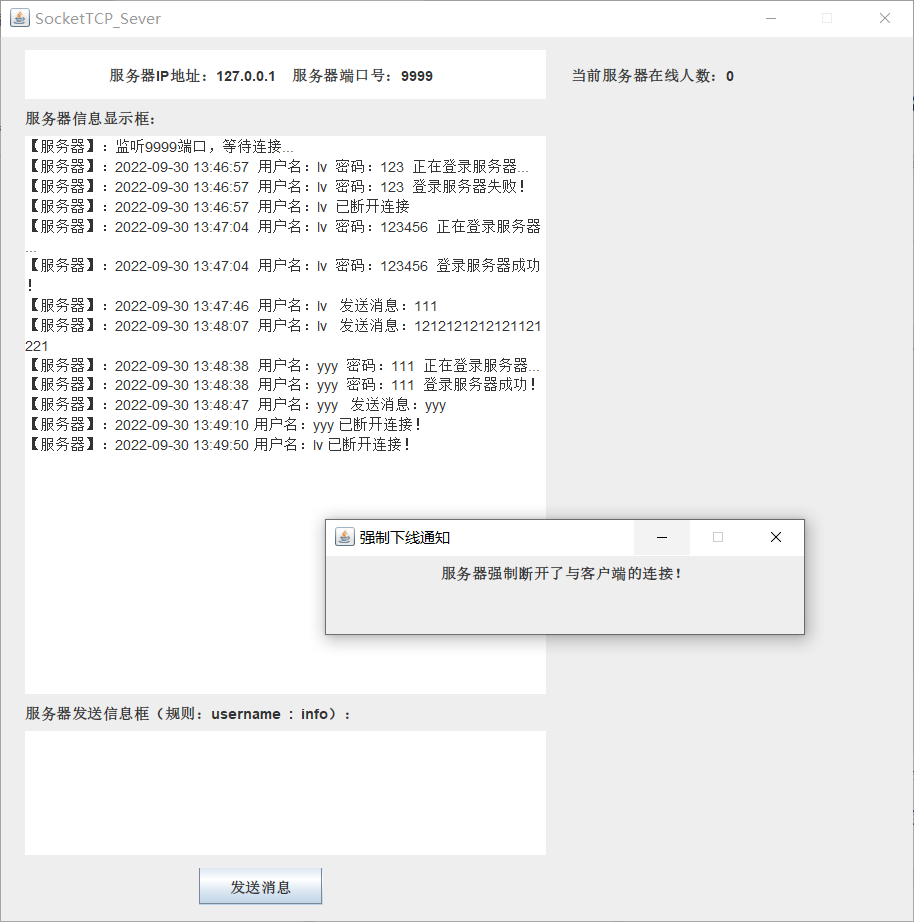 SocketTCP_Sever
服务器IP地址：127.0.0.1 服务器端口号：9999
当前服务器在线人数：0
服务器信息显示框：
【服务器】：监听9999端口，等待连接...
【服务器】：2022-09-30 13:46:57 用户名：lv 密码：123 正在登录服务器...
【服务器】：2022-09-30 13:46:57 用户名：lv 密码：123 登录服务器失败！
【服务器】：2022-09-30 13:46:57 用户名：lv 已断开连接
【服务器】：2022-09-30 13:47:04 用户名：lv 密码：123456 正在登录服务器
...
【服务器】：2022-09-30 13:47:04 用户名：lv 密码：123456 登录服务器成功
！
【服务器】：2022-09-30 13:47:46 用户名：lv 发送消息：111
【服务器】：2022-09-30 13:48:07 用户名：lv 发送消息：1212121212121121
221
【服务器】：2022-09-30 13:48:38 用户名：yyy 密码：111 正在登录服务器...
【服务器】：2022-09-30 13:48:38 用户名：yyy 密码：111 登录服务器成功！
【服务器】：2022-09-30 13:48:47 用户名：yyy 发送消息：yyy
【服务器】：2022-09-30 13:49:10 用户名：yyy 已断开连接！
【服务器】：2022-09-30 13:49:50 用户名：lv 已断开连接！
强制下线通知
服务器强制断开了与客户端的连接！
服务器发送信息框（规则：username : info）：
发送消息